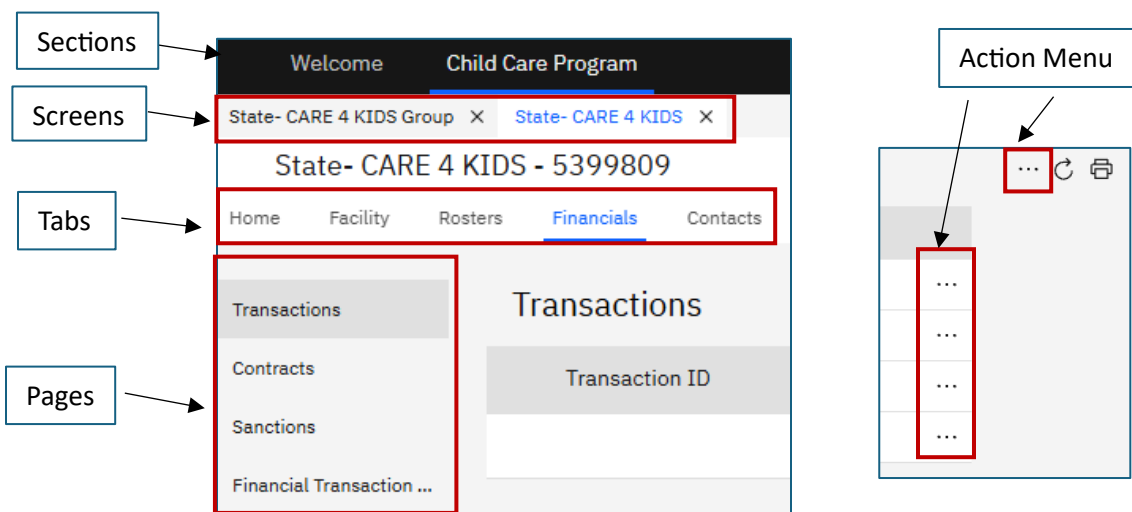 Sections
Welcome Child Care Program
Action Menu
Screens
State- CARE 4 KIDS Group × State- CARE 4 KIDS ×
State- CARE 4 KIDS - 5399809
Tabs
Home Facility Rosters Financials Contacts
Transactions
Contracts
Sanctions
Financial Transaction ...
Pages
Transactions
Transaction ID
...
...
...
...
...